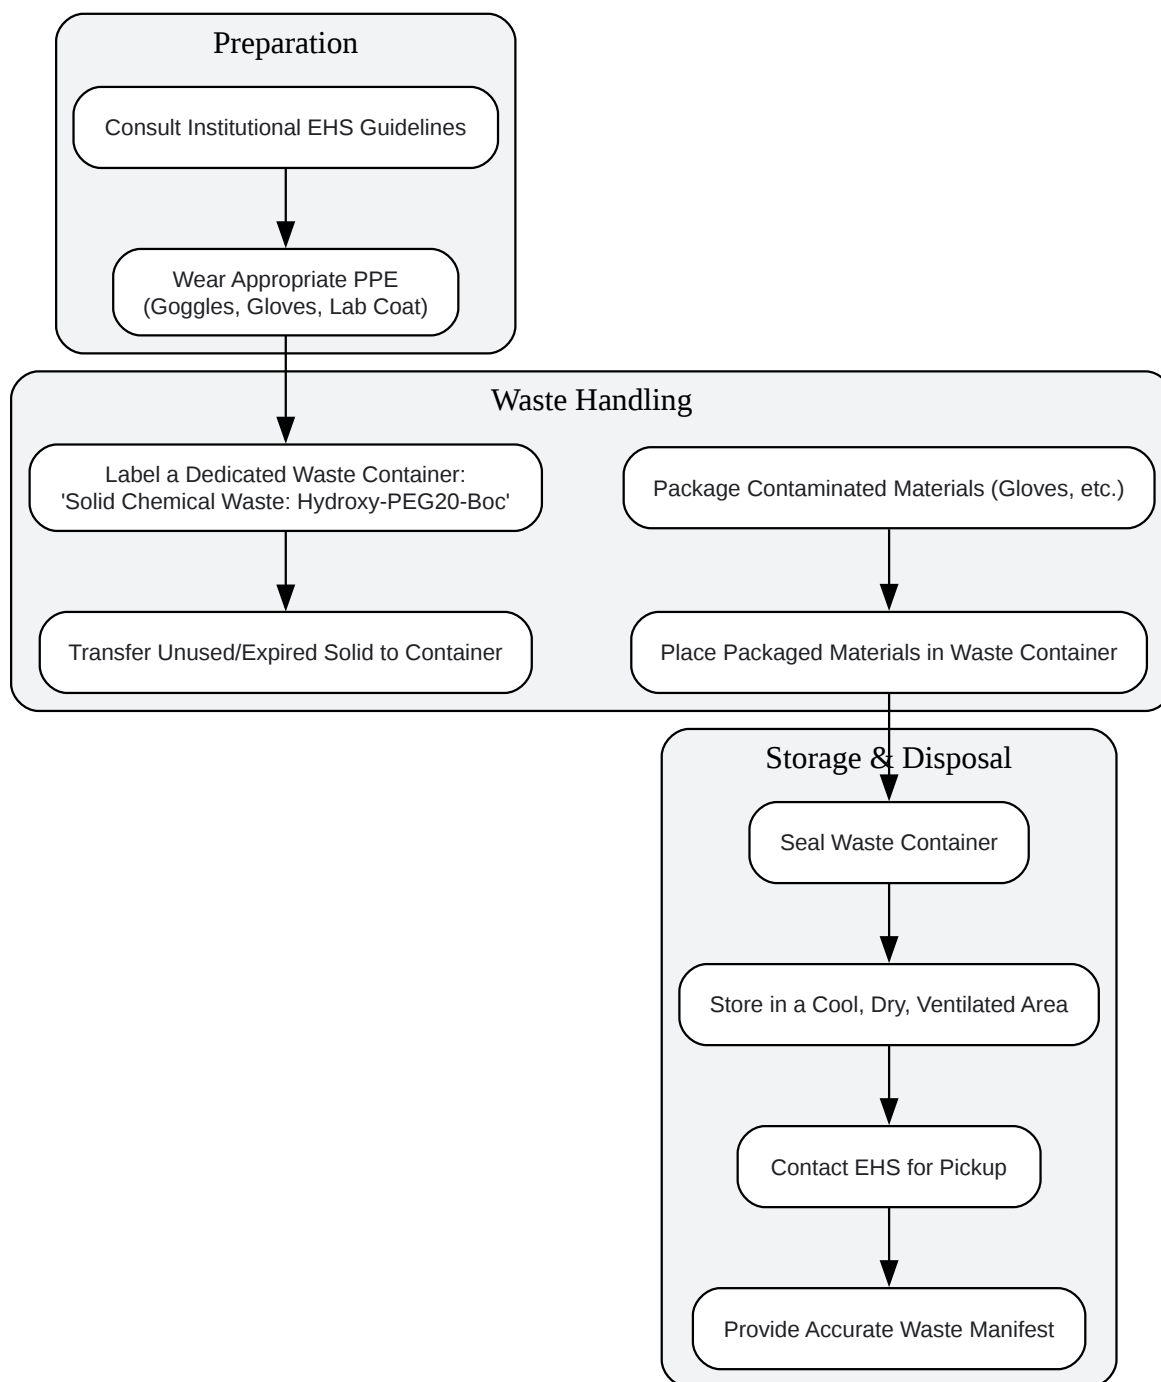 Preparation
Consult Institutional EHS Guidelines
Wear Appropriate PPE
(Goggles, Gloves, Lab Coat)
Waste Handling
Label a Dedicated Waste Container:
'Solid Chemical Waste: Hydroxy-PEG20-Boc'
Package Contaminated Materials (Gloves, etc.)
Transfer Unused/Expired Solid to Container
Place Packaged Materials in Waste Container
Storage & Disposal
Seal Waste Container
Store in a Cool, Dry, Ventilated Area
Contact EHS for Pickup
Provide Accurate Waste Manifest